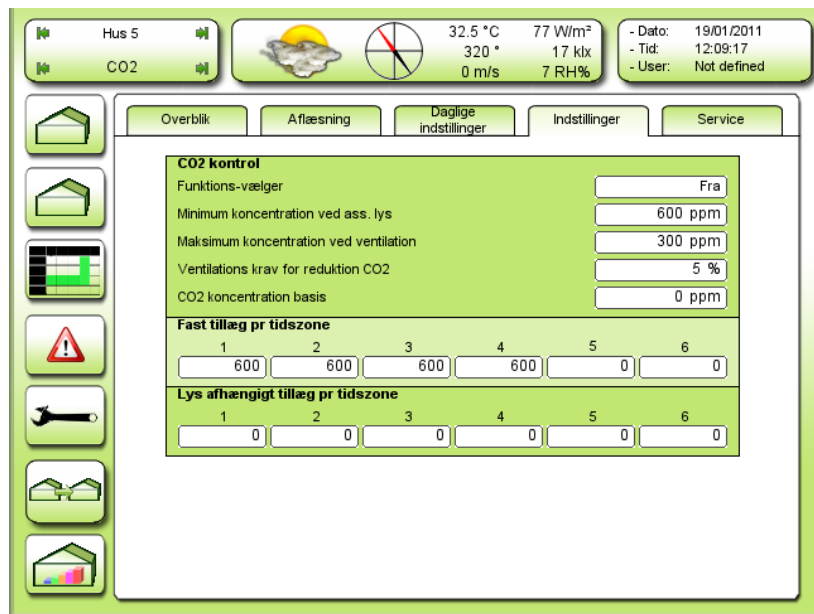 Hus 5
CO2
32.5 °C 77 W/m²
320 ° 17 klx
0 m/s 7 RH%
- Dato: 19/01/2011
- Tid: 12:09:17
- User: Not defined
Overblik Aflæsning Daglige indstillinger Indstillinger Service
CO2 kontrol
Funktions-vælger Fra
Minimum koncentration ved ass. lys 600 ppm
Maksimum koncentration ved ventilation 300 ppm
Ventilations krav for reduktion CO2 5 %
CO2 koncentration basis 0 ppm
Fast tillæg pr tidszone
1 2 3 4 5 6
600 600 600 600 0 0
Lys afhængigt tillæg pr tidszone
1 2 3 4 5 6
0 0 0 0 0 0